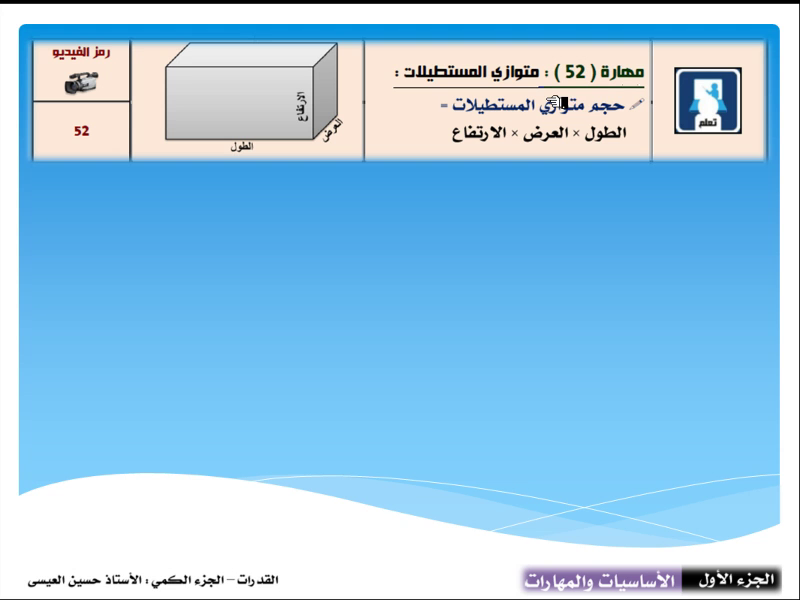 مهارة ( 52 ) : متوازي المستطيلات :
حجم متوازي المستطيلات =
الطول × العرض × الارتفاع
تعلم
الارتفاع
العرض
الطول
رمز الفيديو
52
الجزء الأول
الأساسيات والمهارات
القدرات – الجزء الكمي : الأستاذ حسين العيسى